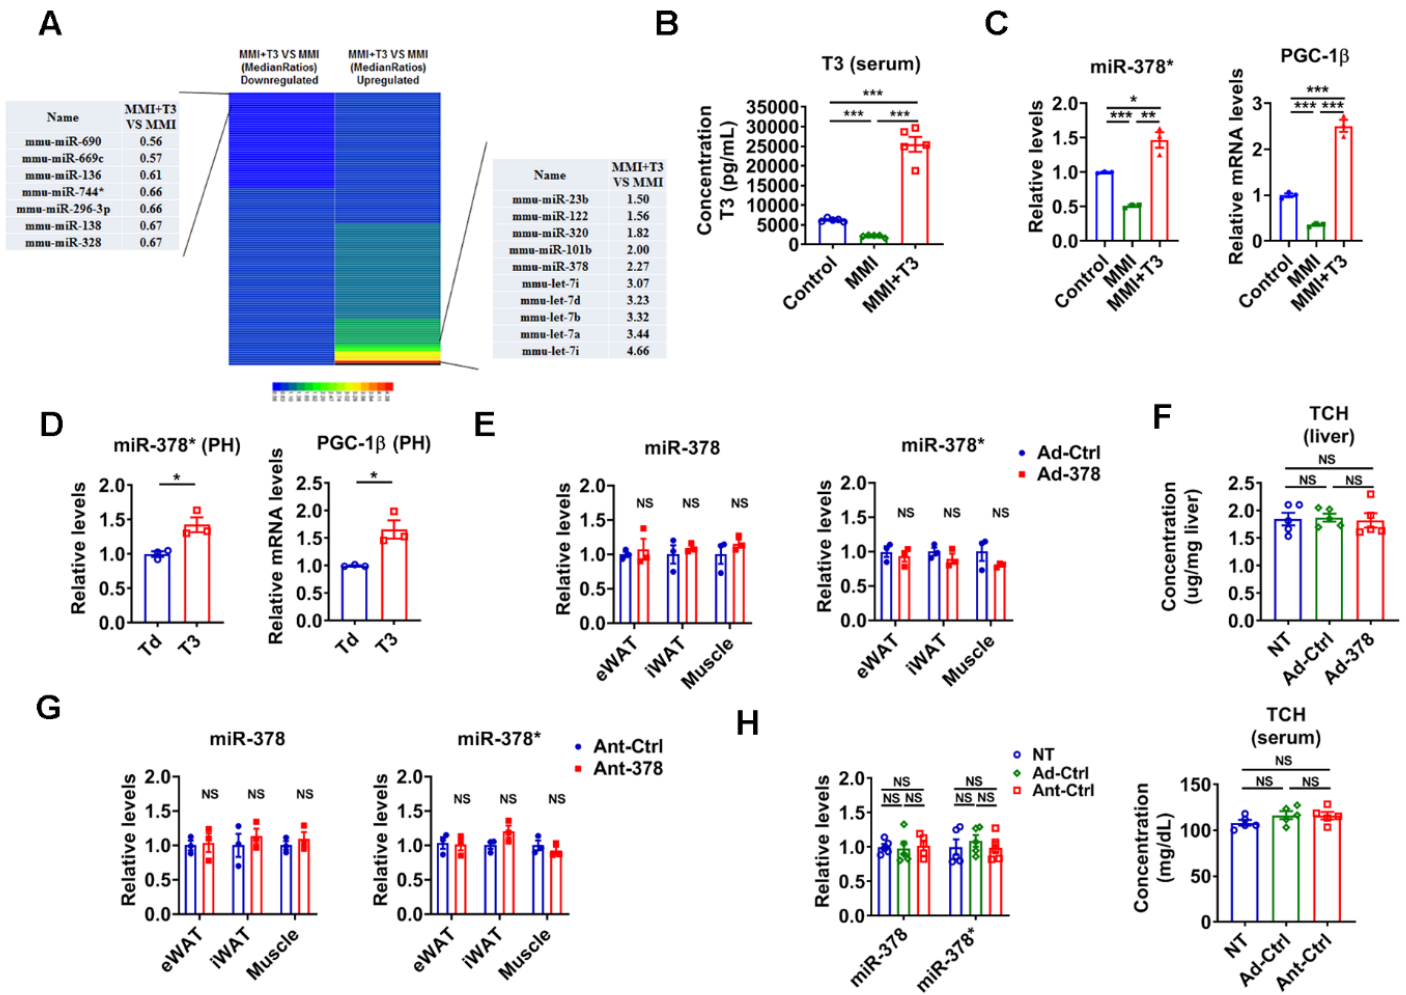 A
MMI+T3 VS MMI
(MedianRatios)
Downregulated
MMI+T3 VS MMI
(MedianRatios)
Upregulated
Name
MMI+T3
VS MMI
mmu-miR-690 0.56
mmu-miR-669c 0.57
mmu-miR-136 0.61
mmu-miR-744* 0.66
mmu-miR-296-3p 0.66
mmu-miR-138 0.67
mmu-miR-328 0.67
Name
MMI+T3
VS MMI
mmu-miR-23b 1.50
mmu-miR-122 1.56
mmu-miR-320 1.82
mmu-miR-101b 2.00
mmu-miR-378 2.27
mmu-let-7i 3.07
mmu-let-7d 3.23
mmu-let-7b 3.32
mmu-let-7a 3.44
mmu-let-7i 4.66
B
T3 (serum)
Concentration
T3 (pg/mL)
35000
30000
25000
20000
15000
10000
5000
0
***
*** ***
Control
MMI
MMI+T3
C
miR-378*
Relative levels
2.0
1.5
1.0
0.5
0.0
*
*** **
Control
MMI
MMI+T3
PGC-1β
Relative mRNA levels
3
2
1
0
***
*** ***
Control
MMI
MMI+T3
D
miR-378* (PH)
Relative levels
2.0
1.5
1.0
0.5
0.0
*
Td
T3
PGC-1β (PH)
Relative mRNA levels
2.5
2.0
1.5
1.0
0.5
0.0
*
Td
T3
E
miR-378
Relative levels
2.0
1.5
1.0
0.5
0.0
NS NS NS
eWAT
iWAT
Muscle
miR-378*
Relative levels
2.0
1.5
1.0
0.5
0.0
NS NS NS
eWAT
iWAT
Muscle
Ad-Ctrl
Ad-378
F
TCH
(liver)
Concentration
(ug/mg liver)
2.5
2.0
1.5
1.0
0.5
0.0
NS
NS NS
NT
Ad-Ctrl
Ad-378
G
miR-378
Relative levels
2.0
1.5
1.0
0.5
0.0
NS NS NS
eWAT
iWAT
Muscle
miR-378*
Relative levels
2.0
1.5
1.0
0.5
0.0
NS NS NS
eWAT
iWAT
Muscle
Ant-Ctrl
Ant-378
H
Relative levels
2.0
1.5
1.0
0.5
0.0
NS NS
NS NS NS NS
miR-378
miR-378*
NT
Ad-Ctrl
Ant-Ctrl
TCH
(serum)
Concentration
(mg/dL)
150
100
50
0
NS
NS NS
NT
Ad-Ctrl
Ant-Ctrl